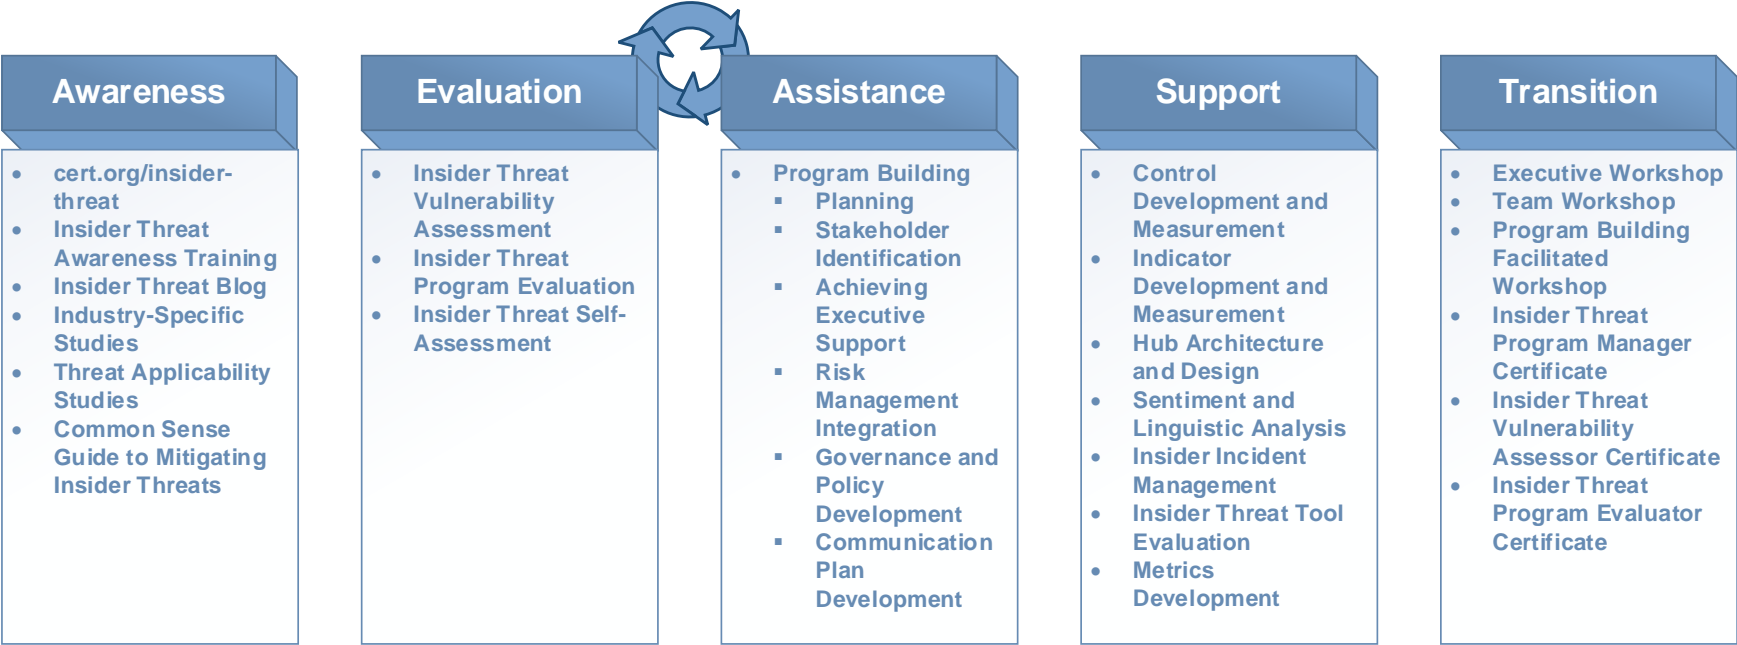 Awareness
cert.org/insider-
threat
Insider Threat
Awareness Training
Insider Threat Blog
Industry-Specific
Studies
Threat Applicability
Studies
Common Sense
Guide to Mitigating
Insider Threats
Evaluation
Insider Threat
Vulnerability
Assessment
Insider Threat
Program Evaluation
Insider Threat Self-
Assessment
Assistance
Program Building
Planning
Stakeholder
Identification
Achieving
Executive
Support
Risk
Management
Integration
Governance and
Policy
Development
Communication
Plan
Development
Support
Control
Development and
Measurement
Indicator
Development and
Measurement
Hub Architecture
and Design
Sentiment and
Linguistic Analysis
Insider Incident
Management
Insider Threat Tool
Evaluation
Metrics
Development
Transition
Executive Workshop
Team Workshop
Program Building
Facilitated
Workshop
Insider Threat
Program Manager
Certificate
Insider Threat
Vulnerability
Assessor Certificate
Insider Threat
Program Evaluator
Certificate